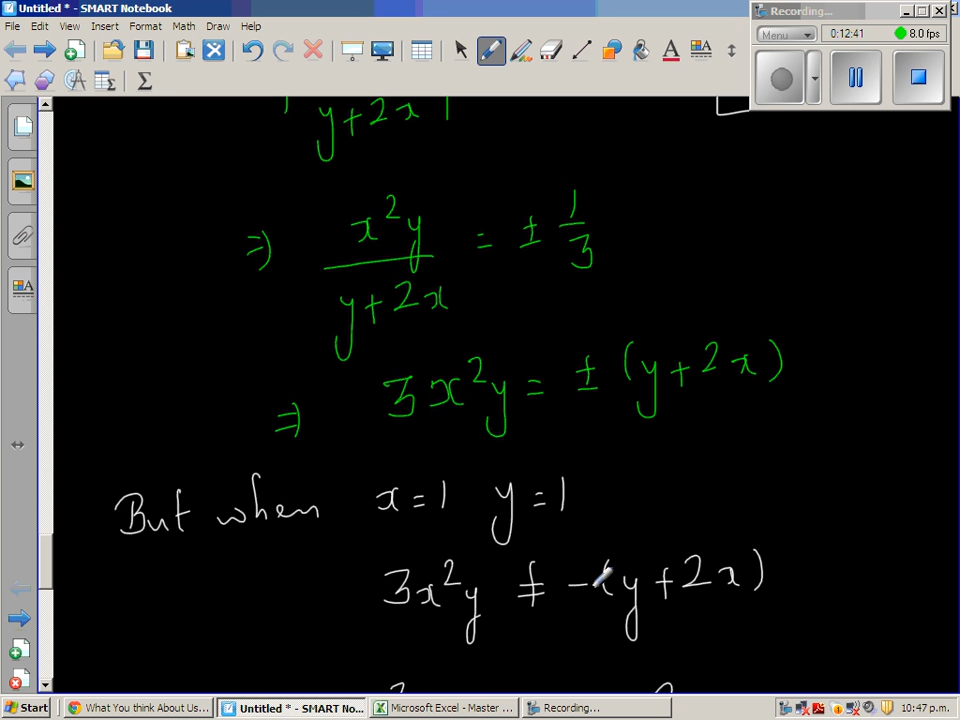 Untitled * - SMART Notebook
File Edit View Insert Format Math Draw Help
Recording...
Menu 0:12:41 8.0 fps
y+2x
⇒ x²y / y+2x = ± 1/3
⇒ 3x²y = ± (y+2x)
But when x=1 y=1
3x²y ≠ -(y+2x)
Start What You think About Us... Untitled * - SMART No... Microsoft Excel - Master ... Recording... 10:47 p.m.